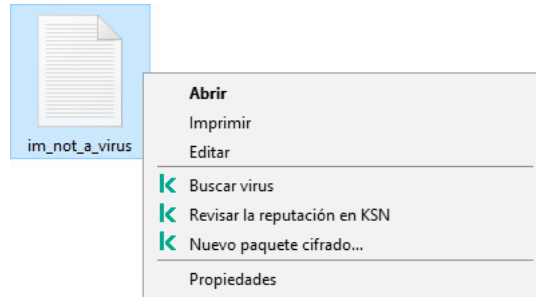 im_not_a_virus
Abrir
Imprimir
Editar
Buscar virus
Revisar la reputación en KSN
Nuevo paquete cifrado...
Propiedades